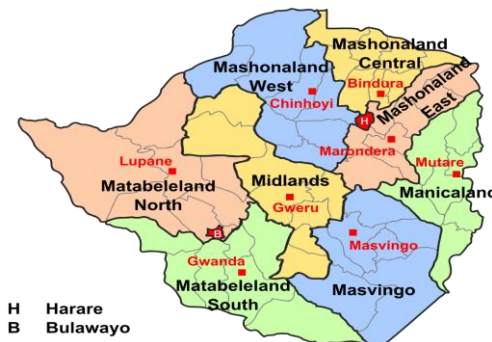 Mashonaland
Central
Bindura
Mashonaland
West
Chinhoyi
Mashonaland
East
H
Marondera
Lupane
Matabeleland
North
Midlands
Gweru
Mutare
Manicaland
B
Gwanda
Matabeleland
South
Masvingo
Masvingo
H Harare
B Bulawayo